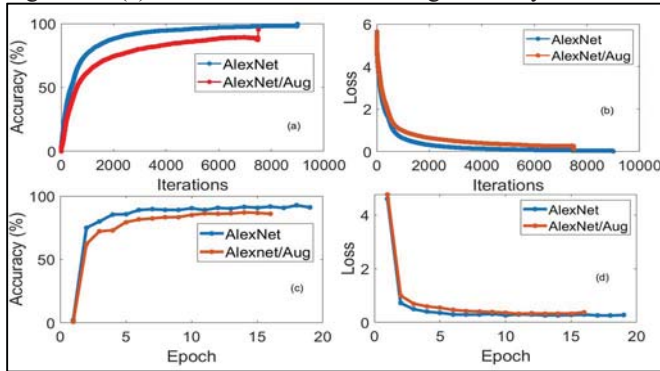 Accuracy (%)
100
50
0
AlexNet
AlexNet/Aug
(a)
0 2000 4000 6000 8000 10000
Iterations
Loss
6
4
2
0
AlexNet
AlexNet/Aug
(b)
0 2000 4000 6000 8000 10000
Iterations
Accuracy (%)
100
50
0
AlexNet
Alexnet/Aug
(c)
0 5 10 15 20
Epoch
Loss
4
2
0
AlexNet
AlexNet/Aug
(d)
0 5 10 15 20
Epoch